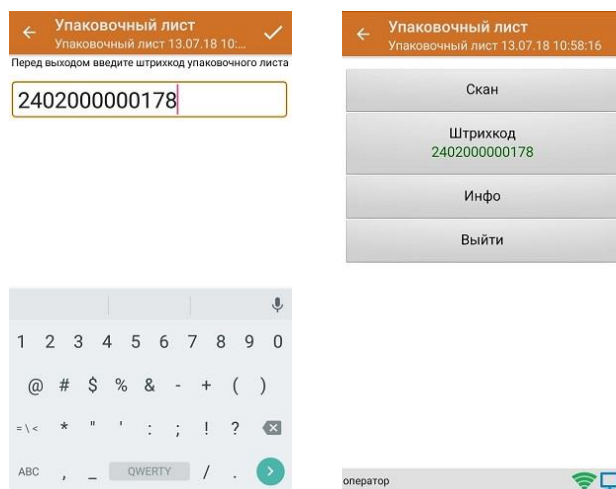 Упаковочный лист
Упаковочный лист 13.07.18 10:...
Перед выходом введите штрихкод упаковочного листа
2402000000178
1 2 3 4 5 6 7 8 9 0
@ # $ % & - + ( )
= \ < * " ' : ; ! ?
ABC , _ QWERTY / .
Упаковочный лист
Упаковочный лист 13.07.18 10:58:16
Скан
Штрихкод
2402000000178
Инфо
Выйти
оператор